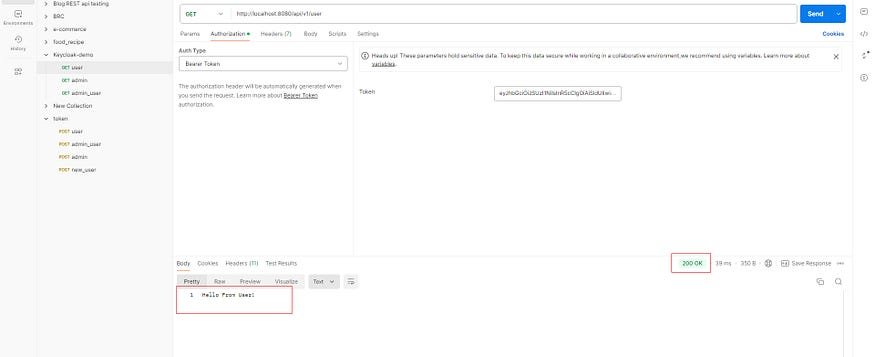 Blog REST api testing
BRC
e-commerce
food_recipe
Keycloak-demo
GET user
GET admin
GET admin_user
New Collection
token
POST user
POST admin_user
POST admin
POST new_user
Environments
History
GET http://localhost:8080/api/v1/user Send
Params Authorization Headers (7) Body Scripts Settings Cookies
Auth Type
Bearer Token
The authorization header will be automatically generated when
you send the request. Learn more about Bearer Token
authorization.
Heads up! These parameters hold sensitive data. To keep this data secure while working in a collaborative environment, we recommend using variables. Learn more about
variables.
Token
Body Cookies Headers (11) Test Results 200 OK 39 ms 350 B Save Response
Pretty Raw Preview Visualize Text
1 Hello From User!